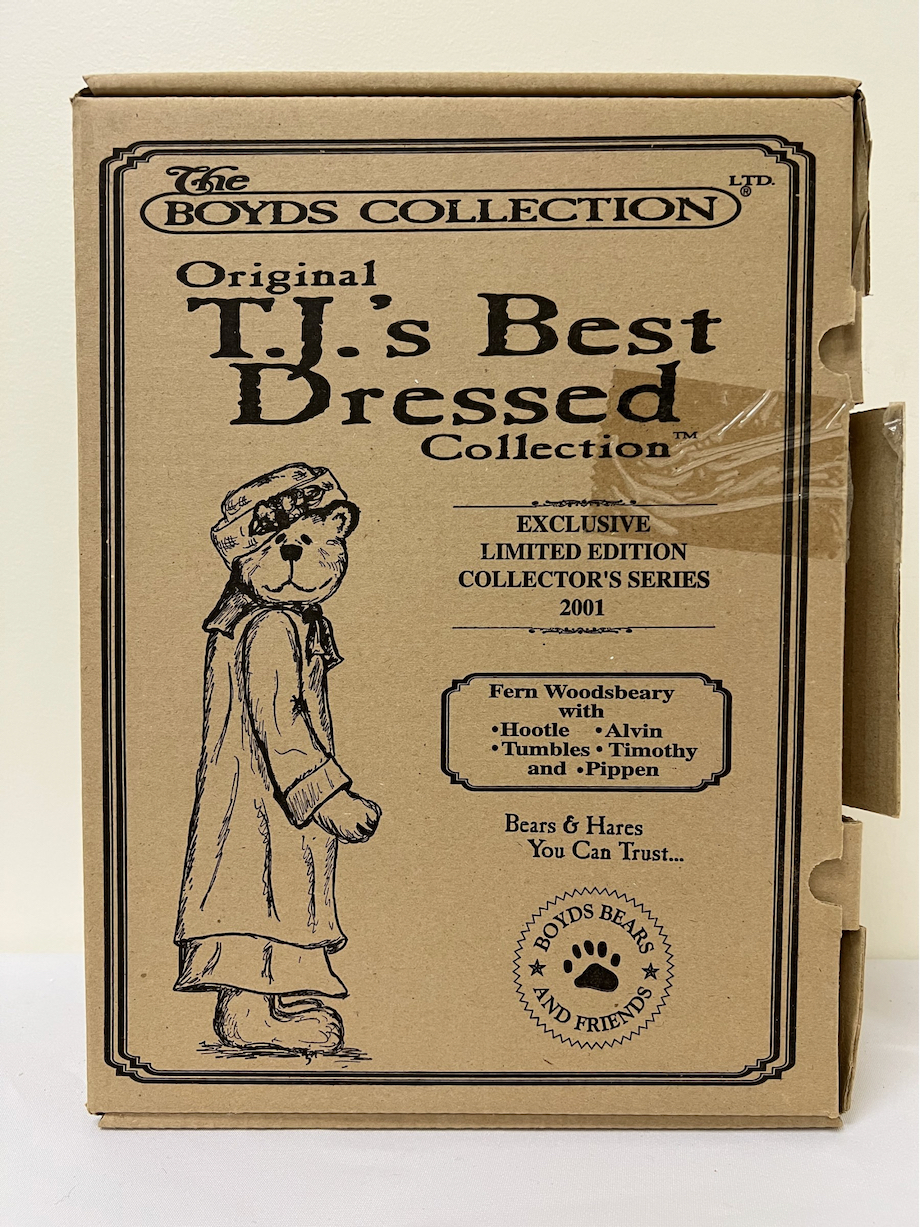 The
BOYDS COLLECTION LTD.®
Original
T.J.'s Best
Dressed
Collection™
EXCLUSIVE
LIMITED EDITION
COLLECTOR'S SERIES
2001
Fern Woodsbeary
with
•Hootle •Alvin
•Tumbles • Timothy
and •Pippen
Bears & Hares
You Can Trust...
BOYDS BEARS
AND FRIENDS